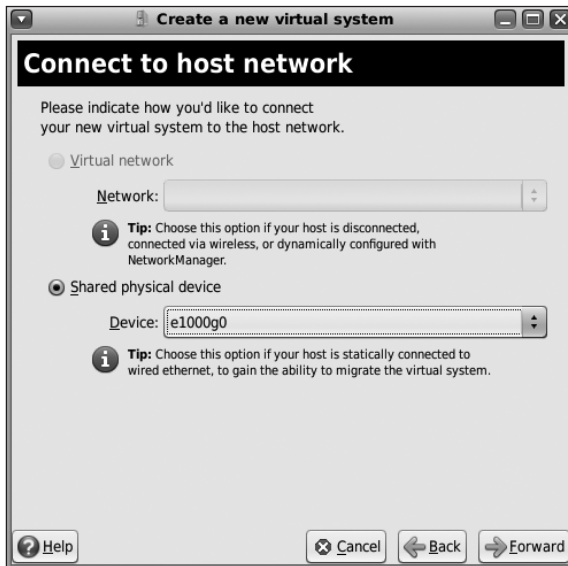 Create a new virtual system
Connect to host network
Please indicate how you'd like to connect
your new virtual system to the host network.
Virtual network
Network:
Tip: Choose this option if your host is disconnected,
connected via wireless, or dynamically configured with
NetworkManager.
Shared physical device
Device: e1000g0
Tip: Choose this option if your host is statically connected to
wired ethernet, to gain the ability to migrate the virtual system.
Help Cancel Back Forward